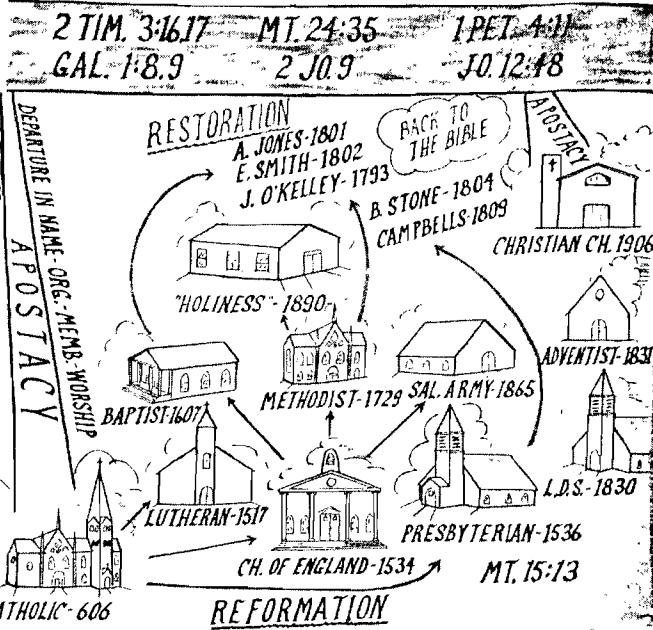 2 TIM. 3:16,17 MT. 24:35 1 PET. 4:11
GAL. 1:8,9 2 JO. 9 JO. 12:48
DEPARTURE IN NAME-ORG.-MEMB.-WORSHIP
APOSTACY
RESTORATION
A. JONES-1801
E. SMITH-1802
J. O'KELLEY-1793
BACK TO
THE BIBLE
B. STONE-1804
CAMPBELLS-1809
APOSTACY
CHRISTIAN CH. 1906
"HOLINESS"-1890-
ADVENTIST-1831
BAPTIST-1607
METHODIST-1729
SAL. ARMY-1865
LUTHERAN-1517
L.D.S.-1830
CH. OF ENGLAND-1534
PRESBYTERIAN-1536
MT. 15:13
ATHOLIC-606
REFORMATION